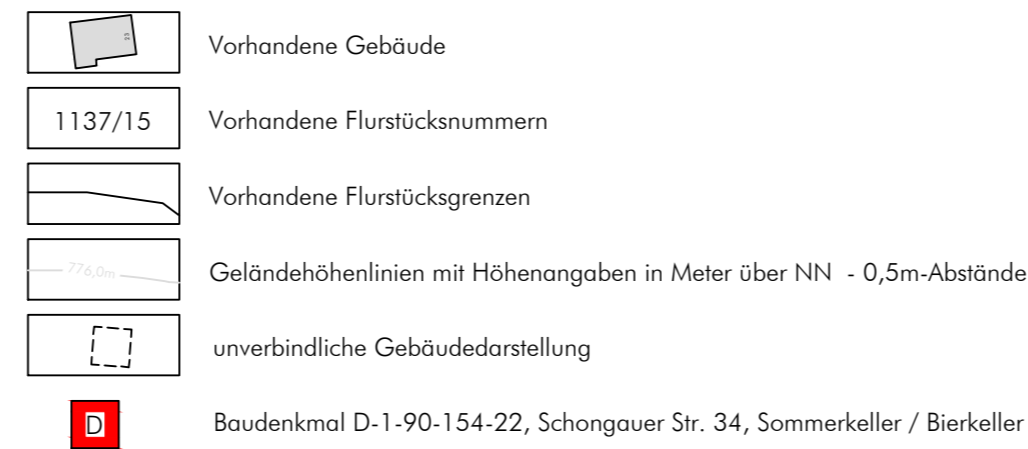 Vorhandene Gebäude
1137/15 Vorhandene Flurstücksnummern
Vorhandene Flurstücksgrenzen
776,0m Geländehöhenlinien mit Höhenangaben in Meter über NN - 0,5m-Abstände
unverbindliche Gebäudedarstellung
D Baudenkmal D-1-90-154-22, Schongauer Str. 34, Sommerkeller / Bierkeller